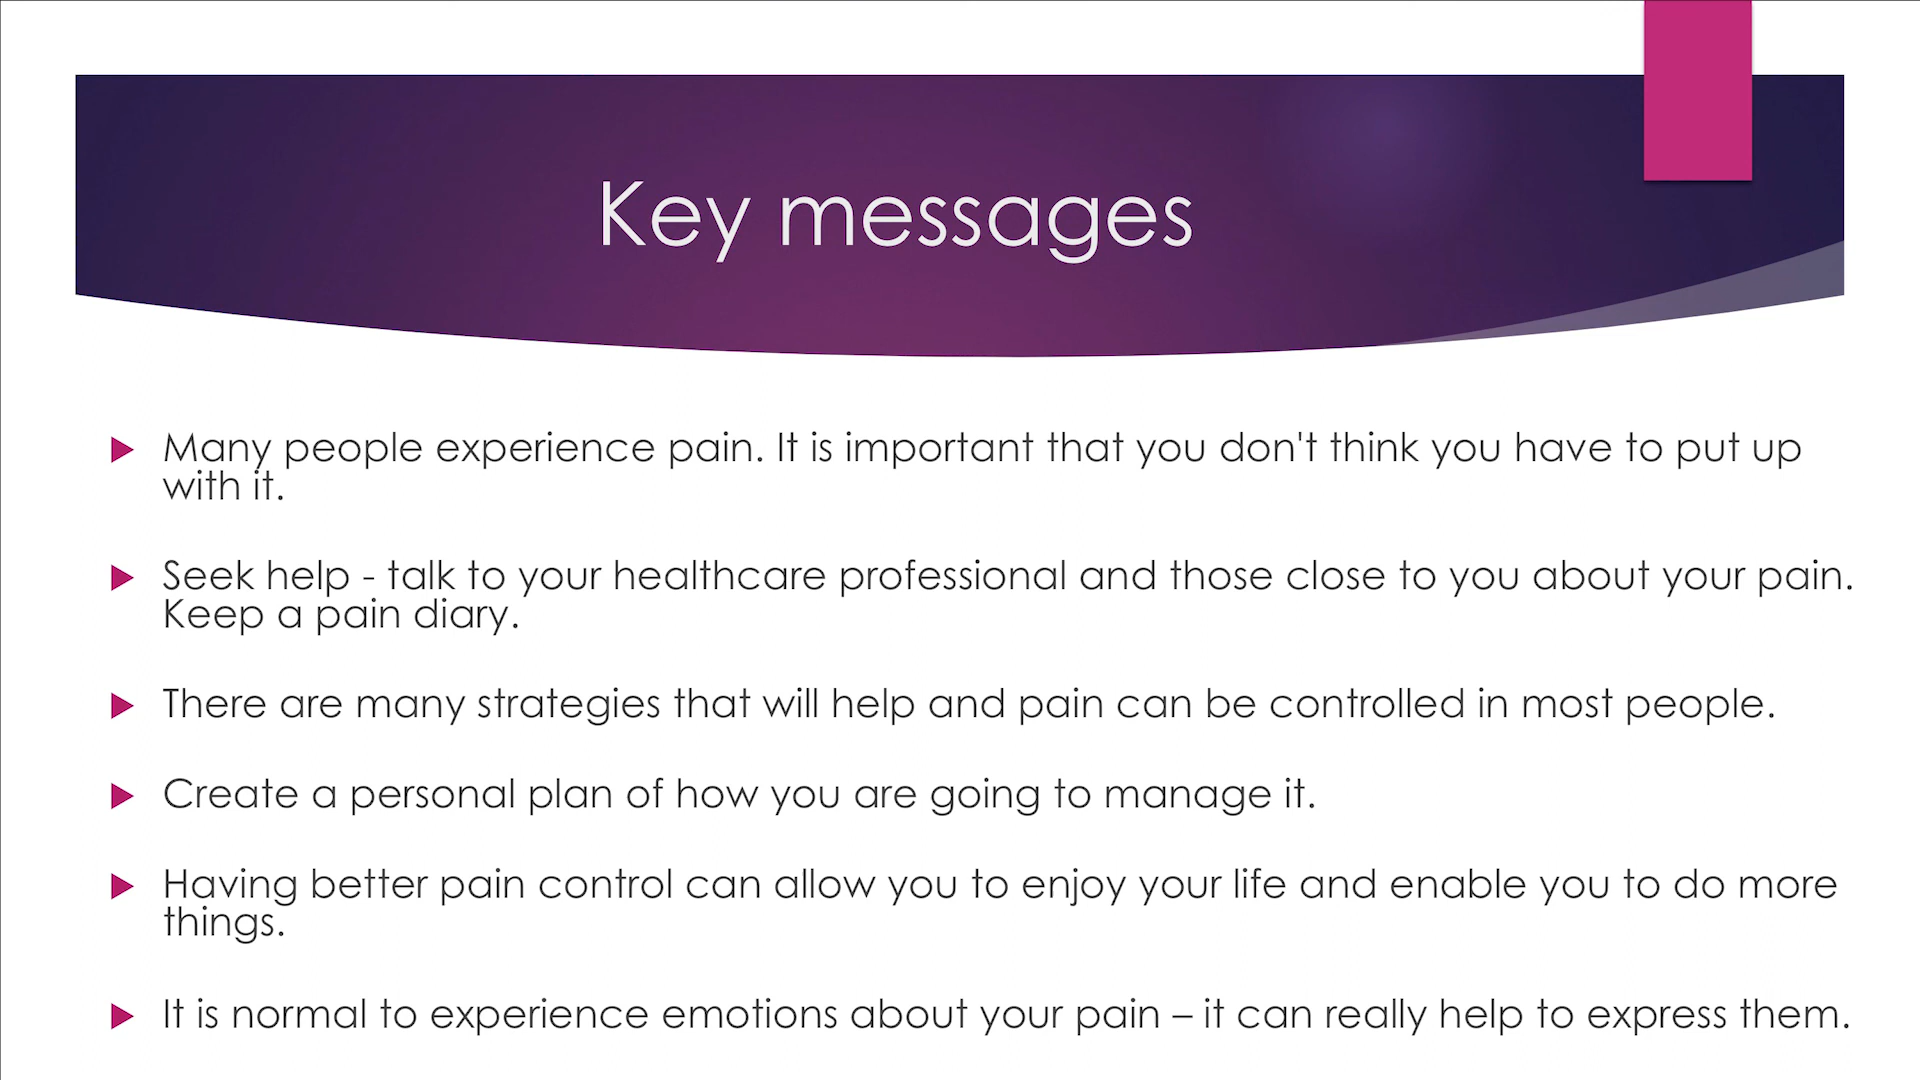 Key messages
Many people experience pain. It is important that you don't think you have to put up
with it.
Seek help - talk to your healthcare professional and those close to you about your pain.
Keep a pain diary.
There are many strategies that will help and pain can be controlled in most people.
Create a personal plan of how you are going to manage it.
Having better pain control can allow you to enjoy your life and enable you to do more
things.
It is normal to experience emotions about your pain – it can really help to express them.